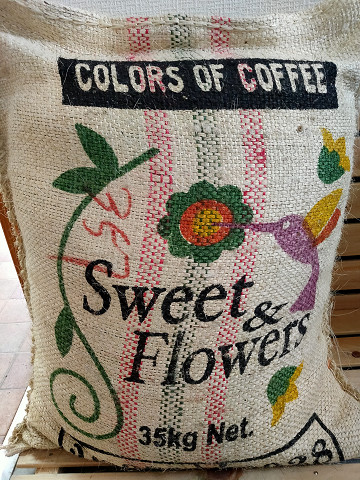 COLORS OF COFFEE
Sweet
&
Flowers
35kg Net.